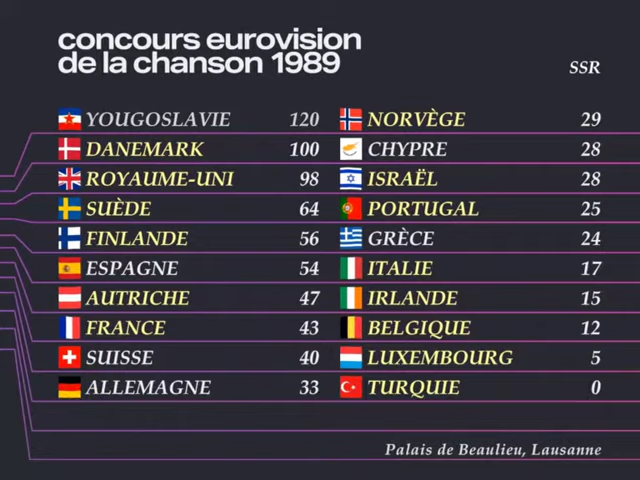 concours eurovision
de la chanson 1989
SSR
YOUGOSLAVIE 120
DANEMARK 100
ROYAUME-UNI 98
SUÈDE 64
FINLANDE 56
ESPAGNE 54
AUTRICHE 47
FRANCE 43
SUISSE 40
ALLEMAGNE 33
NORVÈGE 29
CHYPRE 28
ISRAËL 28
PORTUGAL 25
GRÈCE 24
ITALIE 17
IRLANDE 15
BELGIQUE 12
LUXEMBOURG 5
TURQUIE 0
Palais de Beaulieu, Lausanne